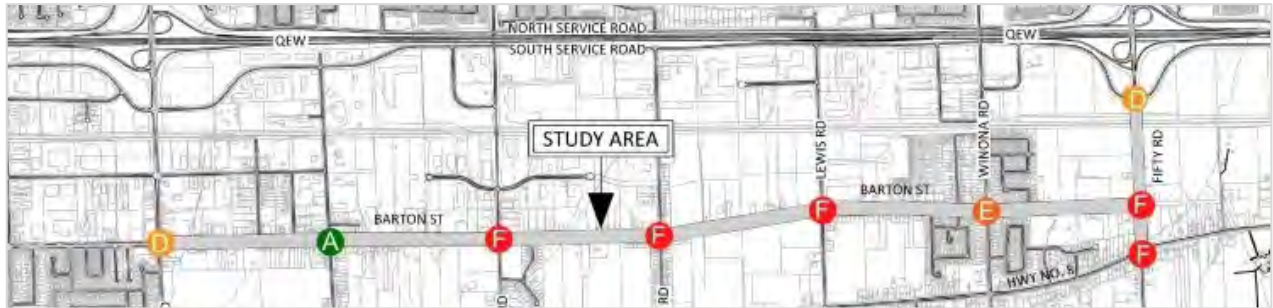 NORTH SERVICE ROAD
QEW
QEW
SOUTH SERVICE ROAD
D
STUDY AREA
LEWIS RD
WINONA RD
FIFTY RD
BARTON ST
F
F
E
BARTON ST
D
A
F
F
F
HWY NO. 8
RD